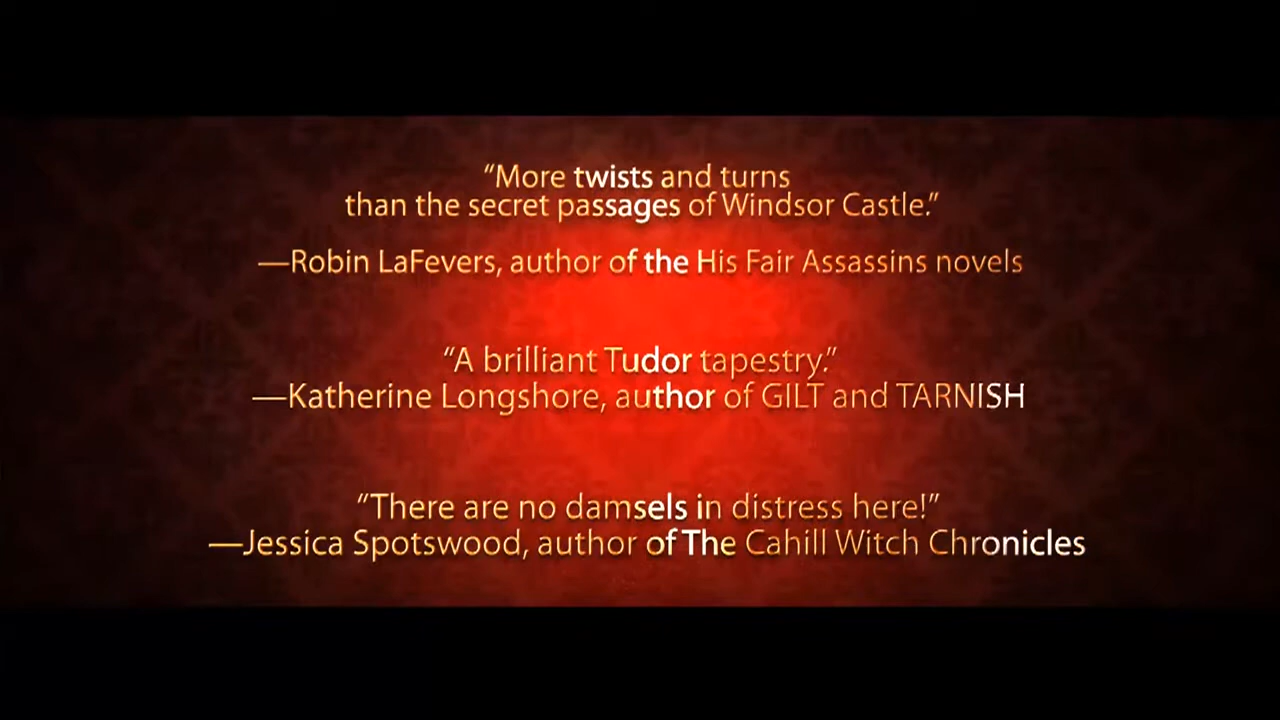 “More twists and turns
than the secret passages of Windsor Castle.”
—Robin LaFevers, author of the His Fair Assassins novels
“A brilliant Tudor tapestry.”
—Katherine Longshore, author of GILT and TARNISH
“There are no damsels in distress here!”
—Jessica Spotswood, author of The Cahill Witch Chronicles